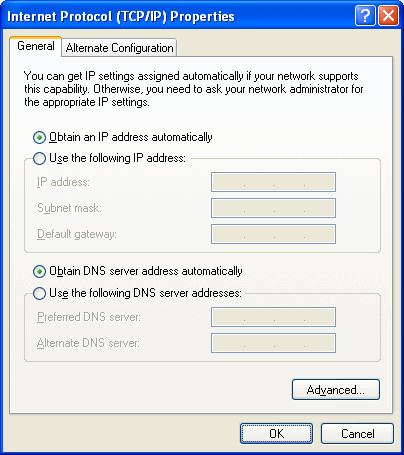 Internet Protocol (TCP/IP) Properties
General
Alternate Configuration
You can get IP settings assigned automatically if your network supports
this capability. Otherwise, you need to ask your network administrator for
the appropriate IP settings.
Obtain an IP address automatically
Use the following IP address:
IP address:
Subnet mask:
Default gateway:
Obtain DNS server address automatically
Use the following DNS server addresses:
Preferred DNS server:
Alternate DNS server:
Advanced...
OK
Cancel